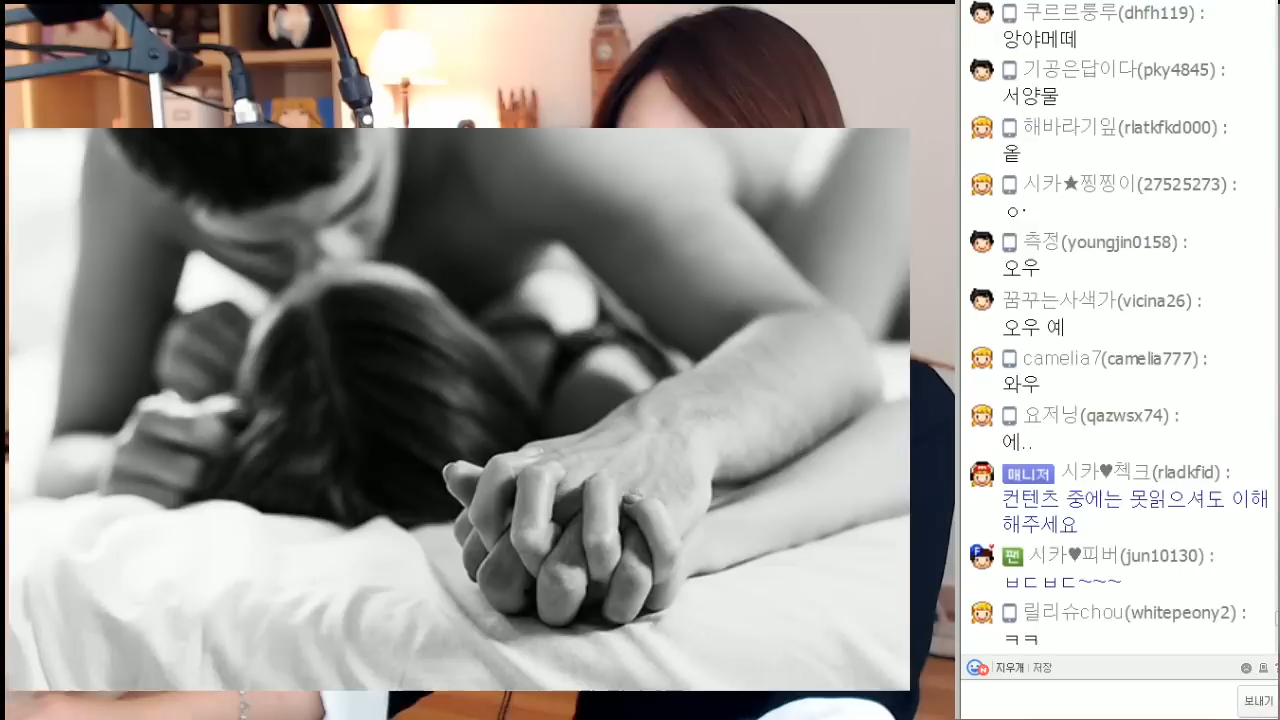 쿠르르룽루(dhfh119) :
앙야메떼
기공은답이다(pky4845) :
서양물
해바라기잎(rlatkfkd000) :
옽
시카★찡찡이(27525273) :
ㅇ·
측정(youngjin0158) :
오우
꿈꾸는사색가(vicina26) :
오우 예
camelia7(camelia777) :
와우
요저닝(qazwsx74) :
에..
매니저 시카♥첵크(rladkfid) :
컨텐츠 중에는 못읽으셔도 이해
해주세요
팬 시카♥피버(jun10130) :
ㅂㄷㅂㄷ~~~
릴리슈chou(whitepeony2) :
ㅋㅋ
지우개 저장
보내기